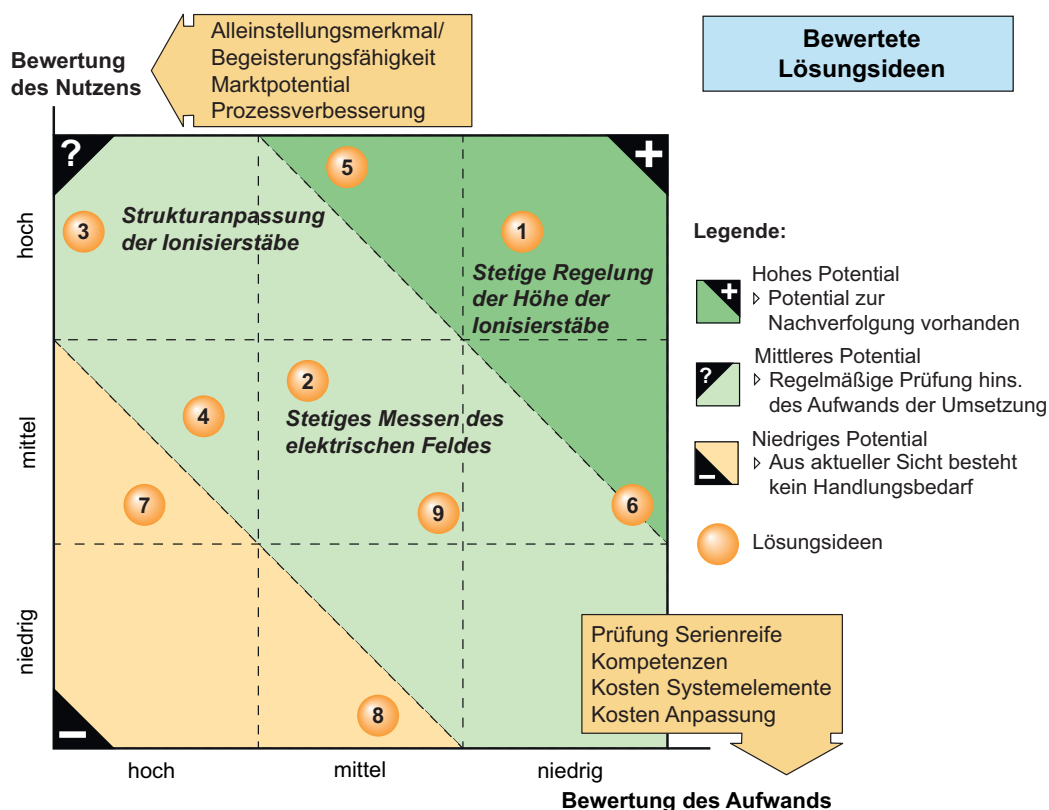 Bewertung
des Nutzens
Alleinstellungsmerkmal/
Begeisterungsfähigkeit
Marktpotential
Prozessverbesserung
Bewertete
Lösungsideen
?
+
5
3
Strukturanpassung
der Ionisierstäbe
1
Stetige Regelung
der Höhe der
Ionisierstäbe
hoch
2
Stetiges Messen des
elektrischen Feldes
4
mittel
7
9
6
niedrig
8
–
hoch
mittel
niedrig
Legende:
+
Hohes Potential
▹ Potential zur
Nachverfolgung vorhanden
?
Mittleres Potential
▹ Regelmäßige Prüfung hins.
des Aufwands der Umsetzung
–
Niedriges Potential
▹ Aus aktueller Sicht besteht
kein Handlungsbedarf
Lösungsideen
Prüfung Serienreife
Kompetenzen
Kosten Systemelemente
Kosten Anpassung
Bewertung des Aufwands